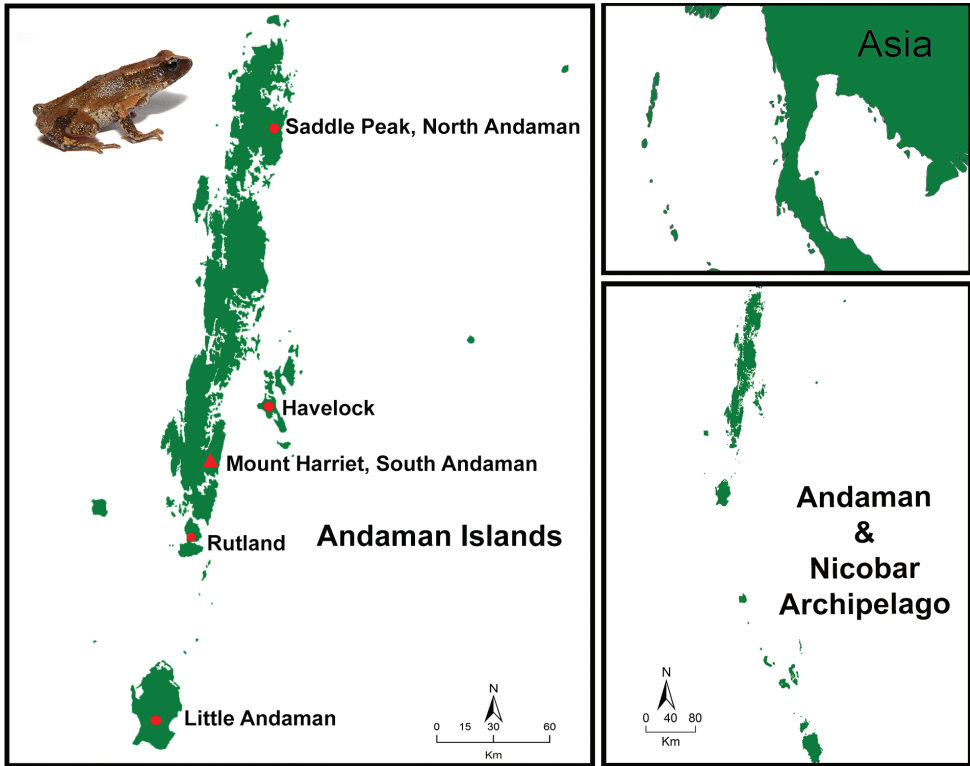 Saddle Peak, North Andaman
Havelock
Mount Harriet, South Andaman
Rutland
Andaman Islands
Little Andaman
N
0 15 30 60
Km
Asia
Andaman
&
Nicobar
Archipelago
N
0 40 80
Km